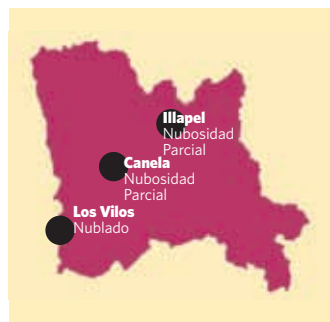 Illapel
Nubosidad
Parcial
Canela
Nubosidad
Parcial
Los Vilos
Nublado